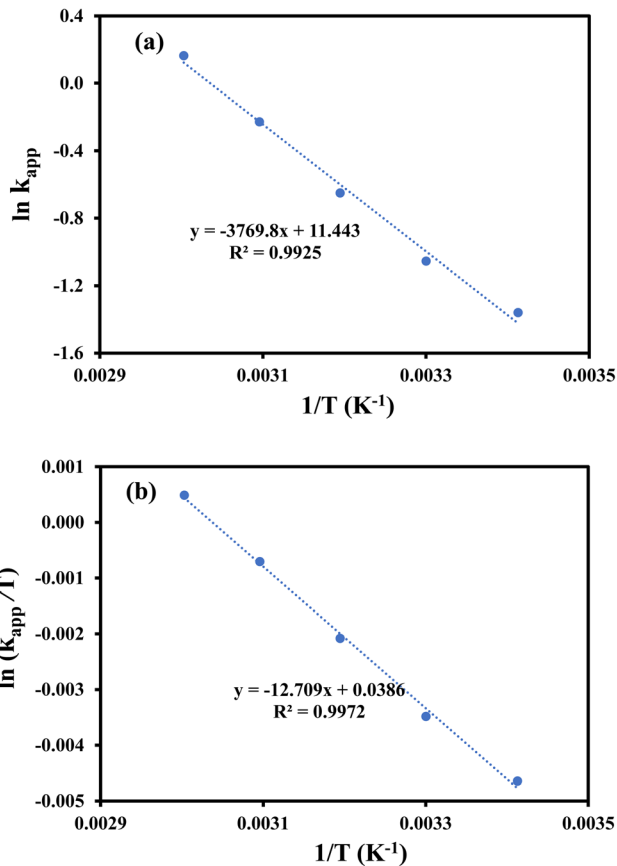 (a)
0.4
0.0
-0.4
-0.8
-1.2
-1.6
ln k_app
y = -3769.8x + 11.443
R² = 0.9925
0.0029 0.0031 0.0033 0.0035
1/T (K⁻¹)
(b)
0.001
0.000
-0.001
-0.002
-0.003
-0.004
-0.005
ln (k_app /T)
y = -12.709x + 0.0386
R² = 0.9972
0.0029 0.0031 0.0033 0.0035
1/T (K⁻¹)